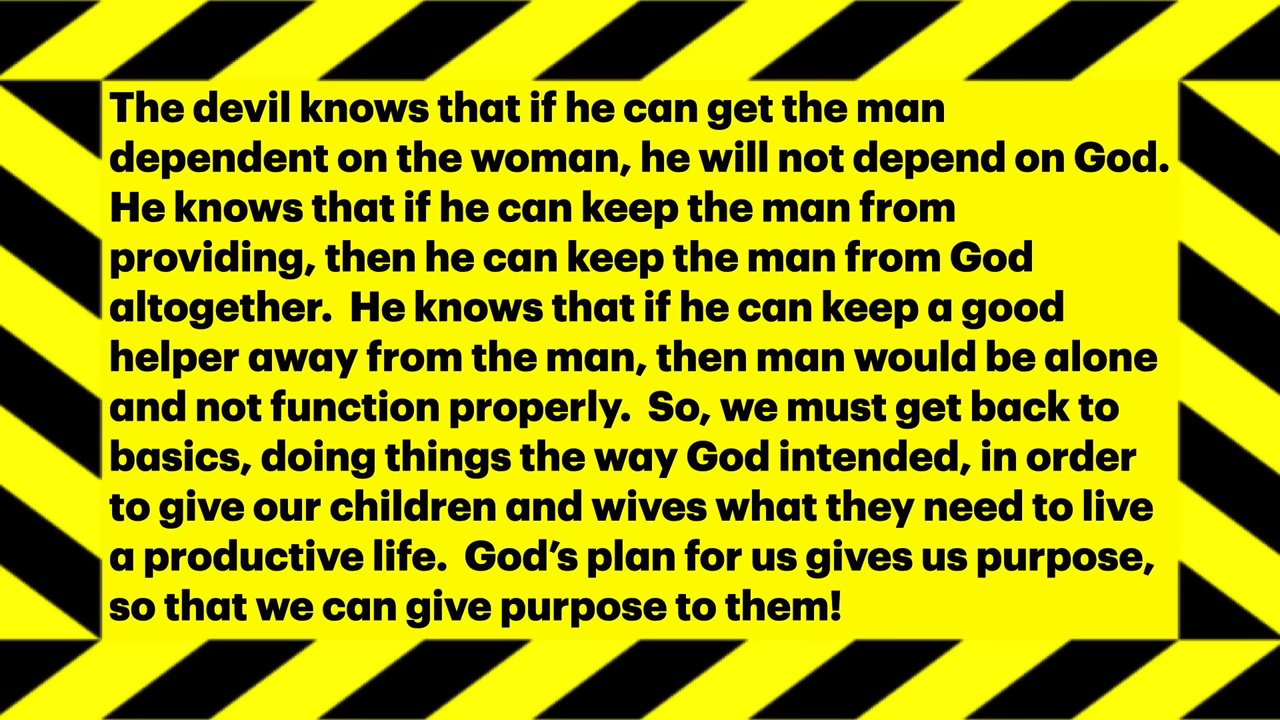 The devil knows that if he can get the man
dependent on the woman, he will not depend on God.
He knows that if he can keep the man from
providing, then he can keep the man from God
altogether.  He knows that if he can keep a good
helper away from the man, then man would be alone
and not function properly.  So, we must get back to
basics, doing things the way God intended, in order
to give our children and wives what they need to live
a productive life.  God’s plan for us gives us purpose,
so that we can give purpose to them!